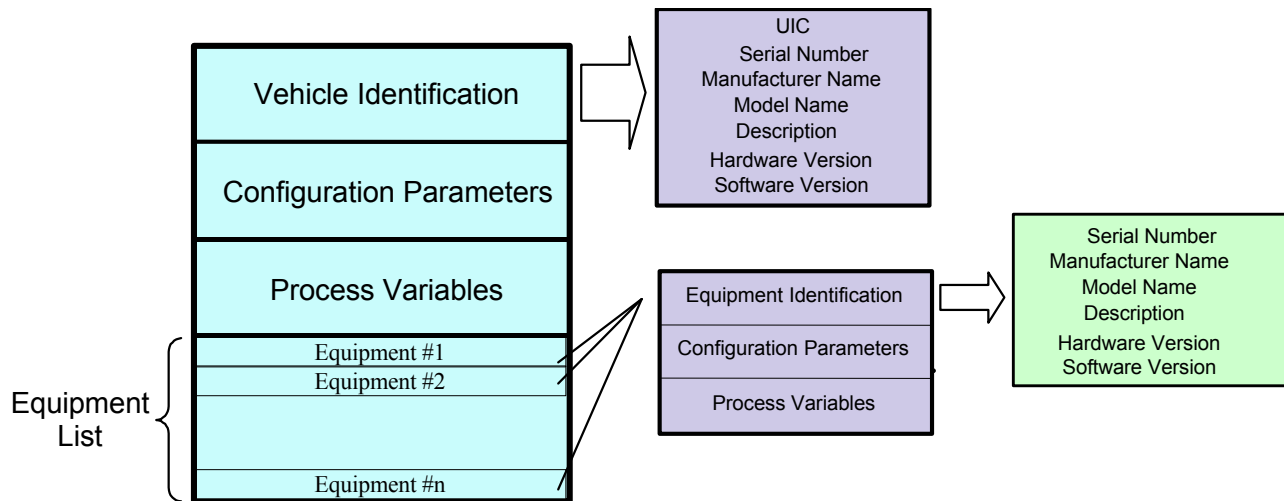 Vehicle Identification
Configuration Parameters
Process Variables
Equipment #1
Equipment #2
Equipment #n
Equipment
List
UIC
Serial Number
Manufacturer Name
Model Name
Description
Hardware Version
Software Version
Equipment Identification
Configuration Parameters
Process Variables
Serial Number
Manufacturer Name
Model Name
Description
Hardware Version
Software Version